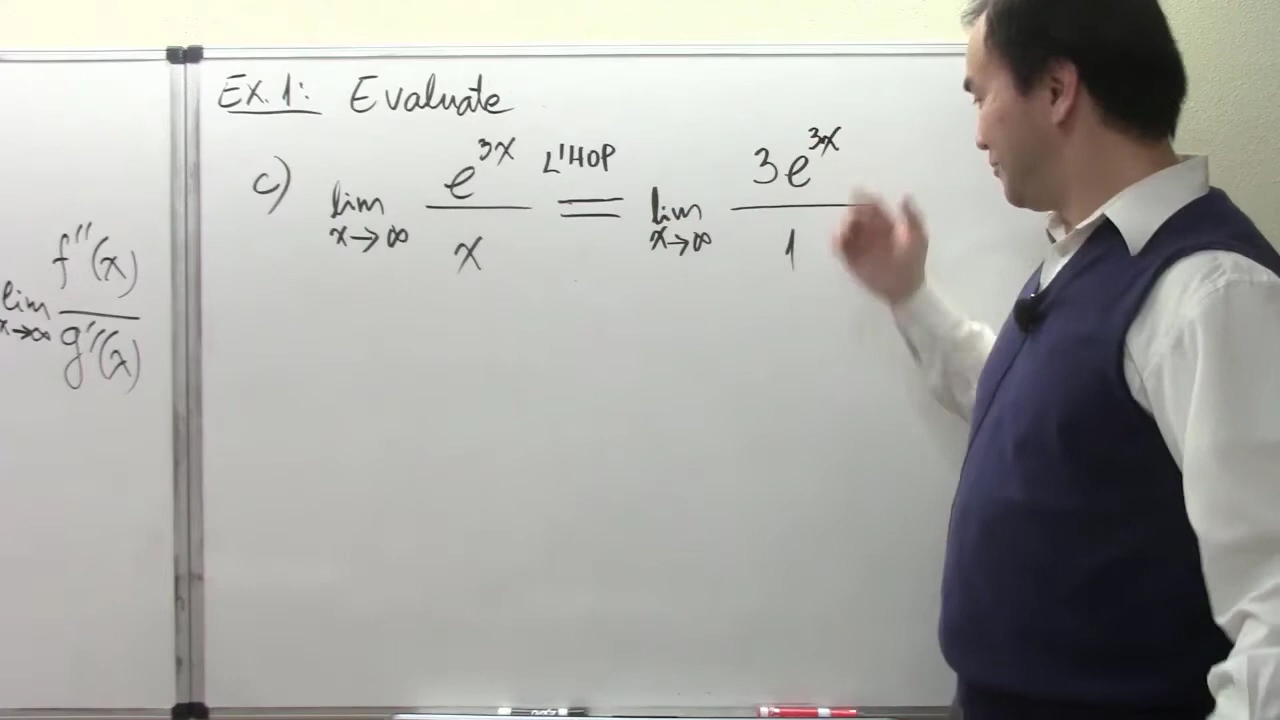 Ex. 1: Evaluate
c) lim x→∞ e^{3x} / x = L'HOP lim x→∞ 3e^{3x} / 1
lim x→∞ f''(x) / g''(x)